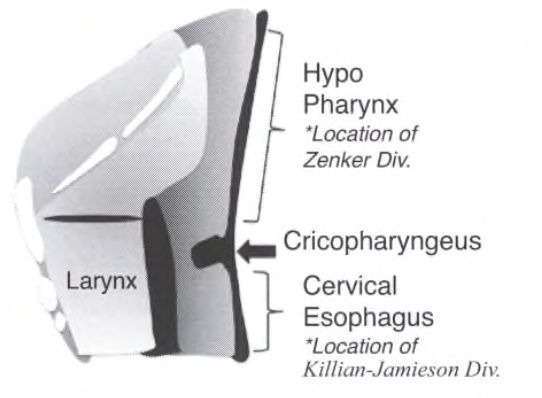 Hypo
Pharynx
*Location of
Zenker Div.
Cricopharyngeus
Larynx
Cervical
Esophagus
*Location of
Killian-Jamieson Div.